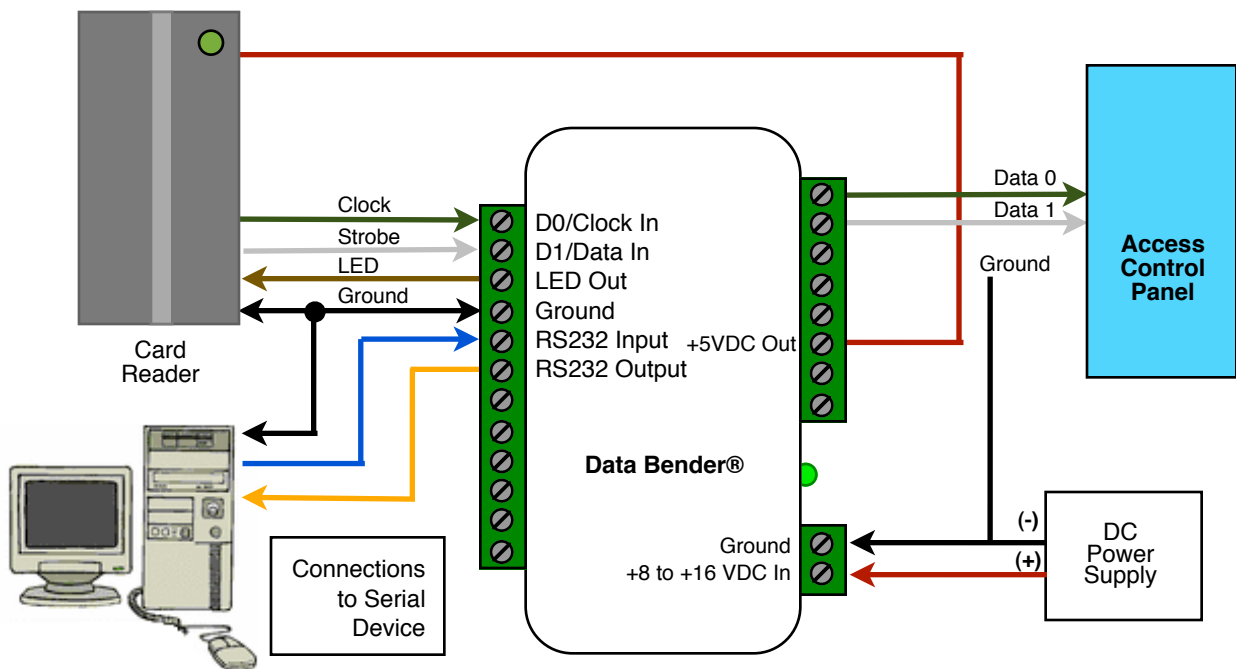 Clock
Strobe
LED
Ground
Card
Reader
D0/Clock In
D1/Data In
LED Out
Ground
RS232 Input
RS232 Output
+5VDC Out
Data Bender®
Ground
+8 to +16 VDC In
Data 0
Data 1
Ground
Access
Control
Panel
(-)
(+)
DC
Power
Supply
Connections
to Serial
Device